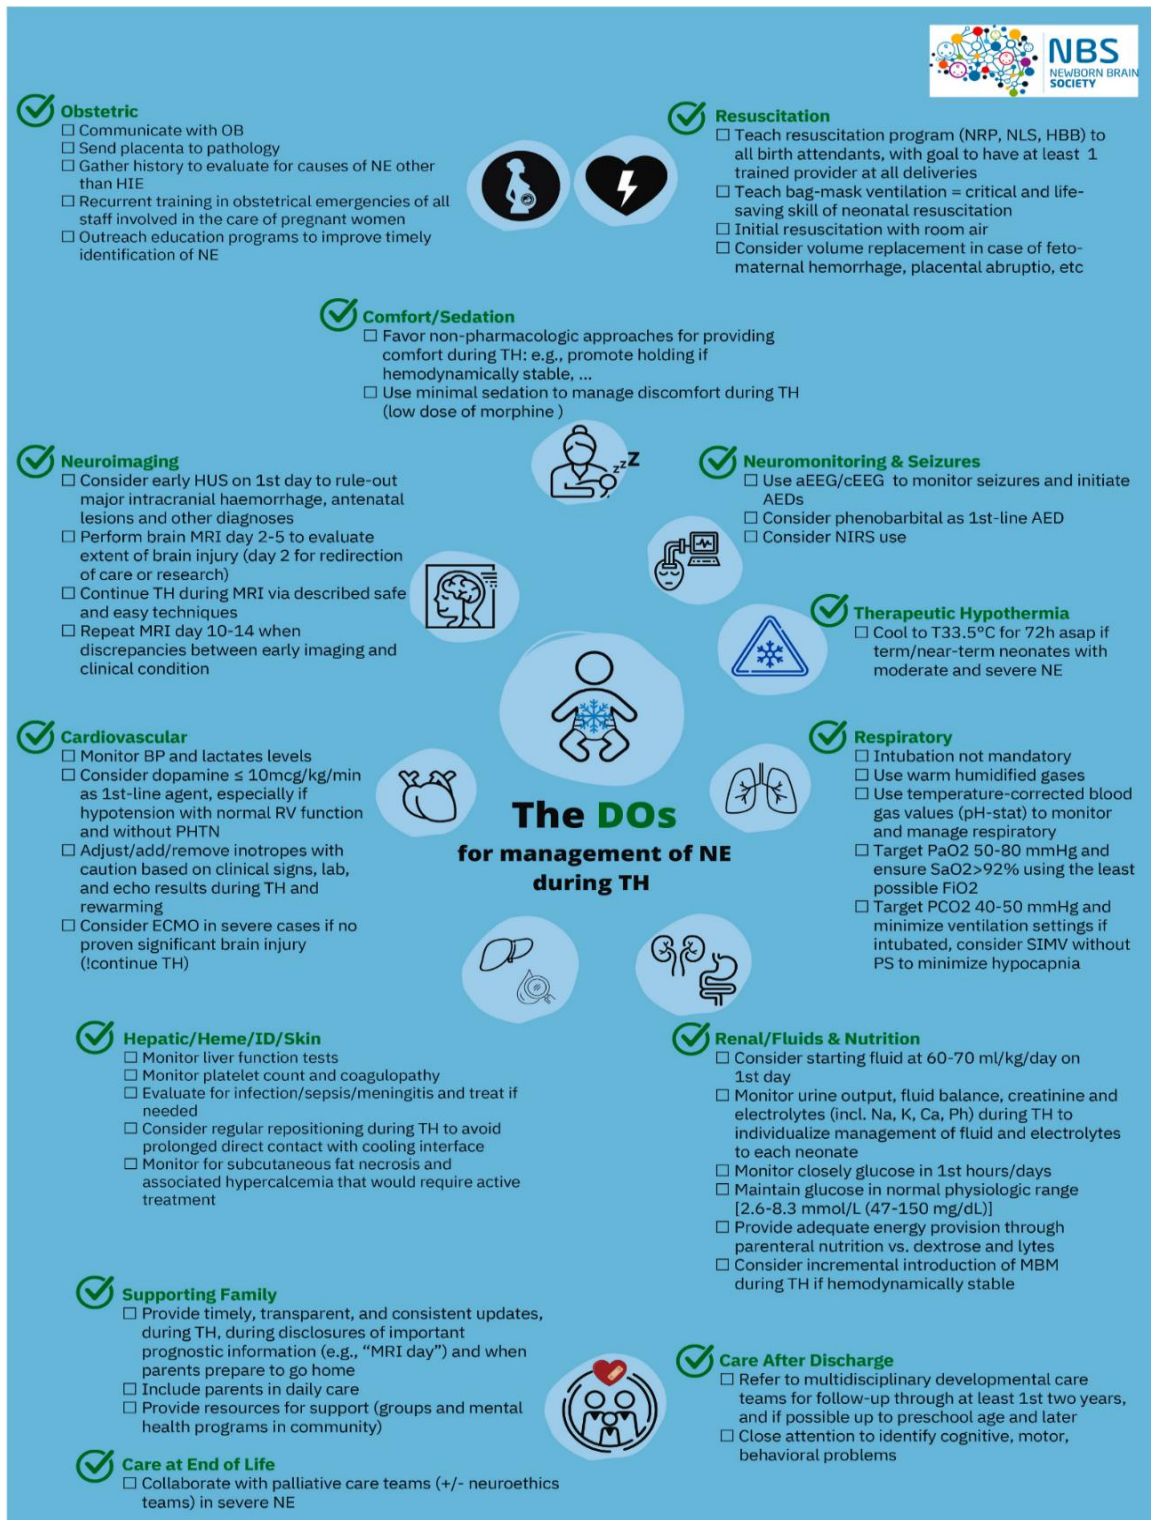 NBS
NEWBORN BRAIN
SOCIETY
Obstetric
☐ Communicate with OB
☐ Send placenta to pathology
☐ Gather history to evaluate for causes of NE other
than HIE
☐ Recurrent training in obstetrical emergencies of all
staff involved in the care of pregnant women
☐ Outreach education programs to improve timely
identification of NE
Resuscitation
☐ Teach resuscitation program (NRP, NLS, HBB) to
all birth attendants, with goal to have at least 1
trained provider at all deliveries
☐ Teach bag-mask ventilation = critical and life-
saving skill of neonatal resuscitation
☐ Initial resuscitation with room air
☐ Consider volume replacement in case of feto-
maternal hemorrhage, placental abruptio, etc
Comfort/Sedation
☐ Favor non-pharmacologic approaches for providing
comfort during TH: e.g., promote holding if
hemodynamically stable, ...
☐ Use minimal sedation to manage discomfort during TH
(low dose of morphine )
zzZ
Neuroimaging
☐ Consider early HUS on 1st day to rule-out
major intracranial haemorrhage, antenatal
lesions and other diagnoses
☐ Perform brain MRI day 2-5 to evaluate
extent of brain injury (day 2 for redirection
of care or research)
☐ Continue TH during MRI via described safe
and easy techniques
☐ Repeat MRI day 10-14 when
discrepancies between early imaging and
clinical condition
Neuromonitoring & Seizures
☐ Use aEEG/cEEG to monitor seizures and initiate
AEDs
☐ Consider phenobarbital as 1st-line AED
☐ Consider NIRS use
Therapeutic Hypothermia
☐ Cool to T33.5°C for 72h asap if
term/near-term neonates with
moderate and severe NE
Cardiovascular
☐ Monitor BP and lactates levels
☐ Consider dopamine ≤ 10mcg/kg/min
as 1st-line agent, especially if
hypotension with normal RV function
and without PHTN
☐ Adjust/add/remove inotropes with
caution based on clinical signs, lab,
and echo results during TH and
rewarming
☐ Consider ECMO in severe cases if no
proven significant brain injury
(!continue TH)
The DOs
for management of NE
during TH
Respiratory
☐ Intubation not mandatory
☐ Use warm humidified gases
☐ Use temperature-corrected blood
gas values (pH-stat) to monitor
and manage respiratory
☐ Target PaO2 50-80 mmHg and
ensure SaO2>92% using the least
possible FiO2
☐ Target PCO2 40-50 mmHg and
minimize ventilation settings if
intubated, consider SIMV without
PS to minimize hypocapnia
Hepatic/Heme/ID/Skin
☐ Monitor liver function tests
☐ Monitor platelet count and coagulopathy
☐ Evaluate for infection/sepsis/meningitis and treat if
needed
☐ Consider regular repositioning during TH to avoid
prolonged direct contact with cooling interface
☐ Monitor for subcutaneous fat necrosis and
associated hypercalcemia that would require active
treatment
Renal/Fluids & Nutrition
☐ Consider starting fluid at 60-70 ml/kg/day on
1st day
☐ Monitor urine output, fluid balance, creatinine and
electrolytes (incl. Na, K, Ca, Ph) during TH to
individualize management of fluid and electrolytes
to each neonate
☐ Monitor closely glucose in 1st hours/days
☐ Maintain glucose in normal physiologic range
[2.6-8.3 mmol/L (47-150 mg/dL)]
☐ Provide adequate energy provision through
parenteral nutrition vs. dextrose and lytes
☐ Consider incremental introduction of MBM
during TH if hemodynamically stable
Supporting Family
☐ Provide timely, transparent, and consistent updates,
during TH, during disclosures of important
prognostic information (e.g., “MRI day”) and when
parents prepare to go home
☐ Include parents in daily care
☐ Provide resources for support (groups and mental
health programs in community)
Care After Discharge
☐ Refer to multidisciplinary developmental care
teams for follow-up through at least 1st two years,
and if possible up to preschool age and later
☐ Close attention to identify cognitive, motor,
behavioral problems
Care at End of Life
☐ Collaborate with palliative care teams (+/- neuroethics
teams) in severe NE